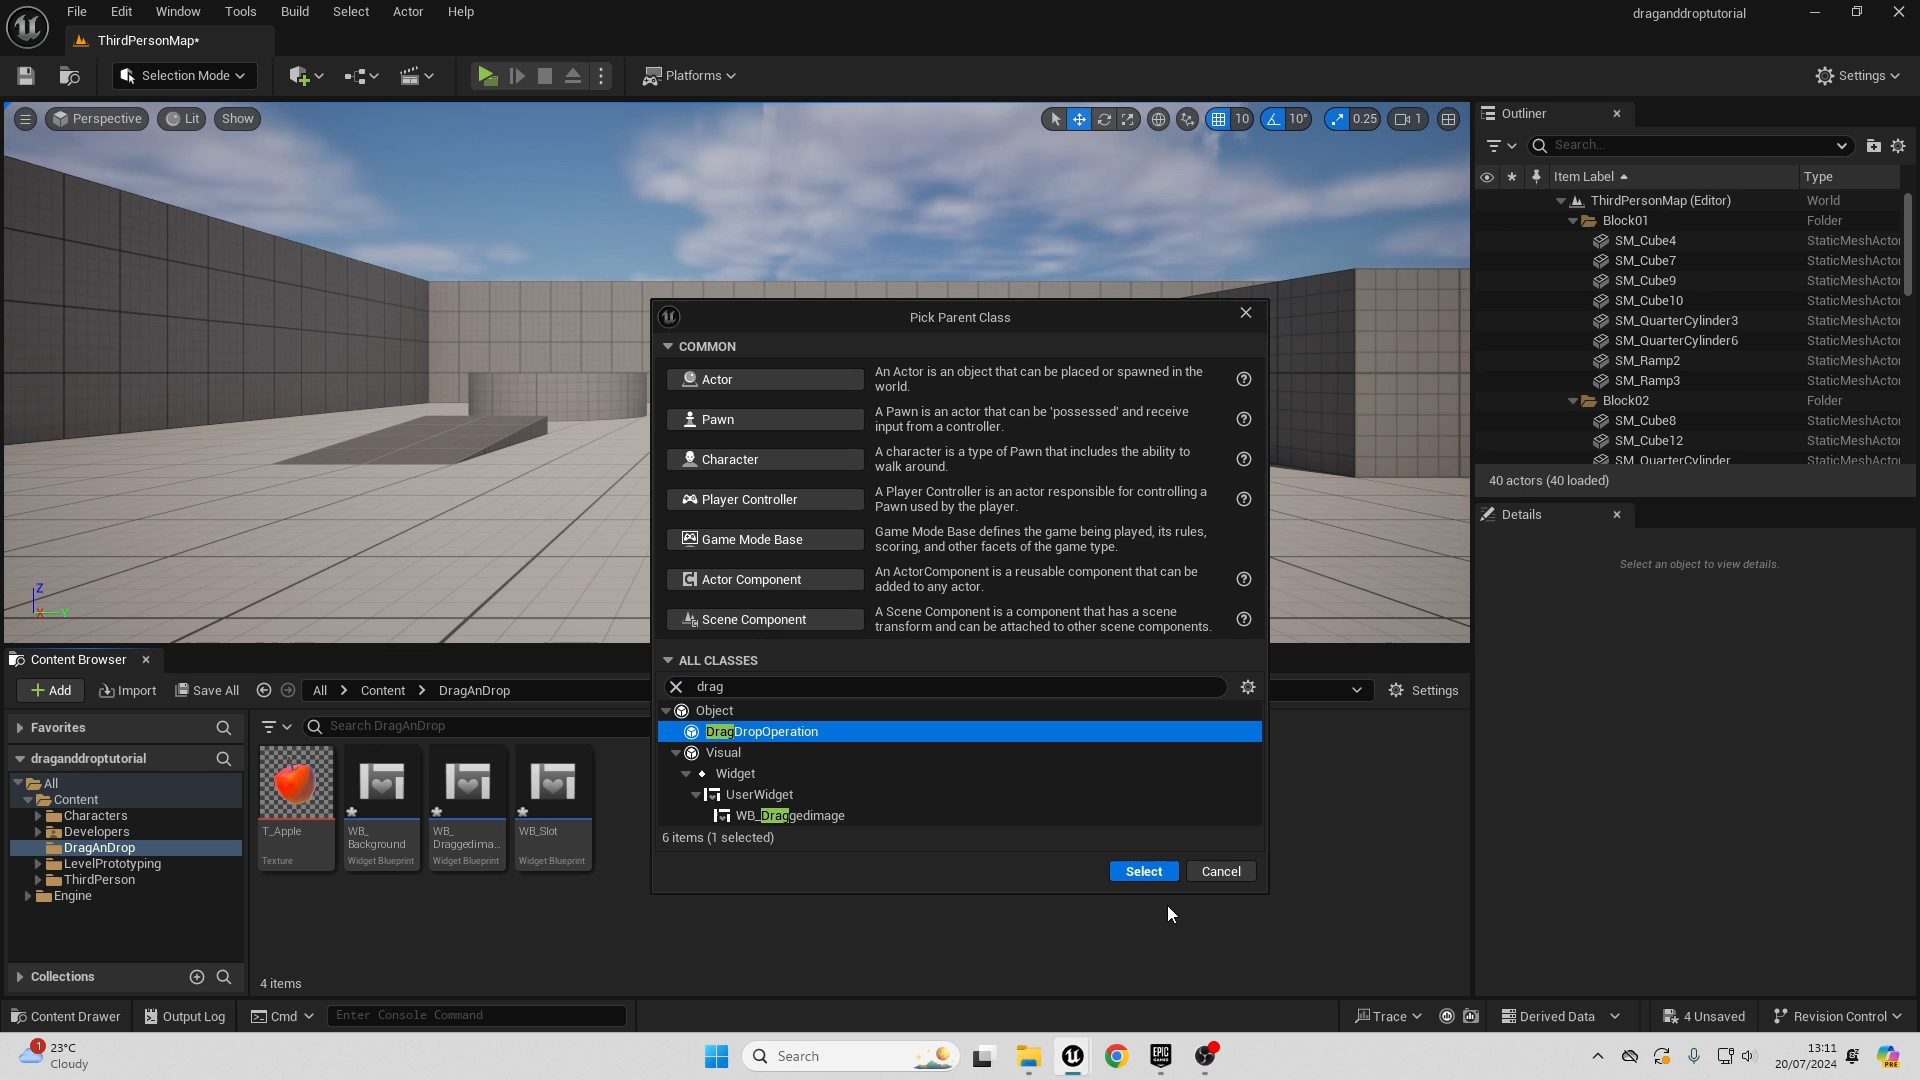 File Edit Window Tools Build Select Actor Help
draganddroptutorial
ThirdPersonMap*
Selection Mode
Platforms
Settings
Perspective Lit Show
10 10° 0.25 1
Outliner
Search...
Item Label Type
ThirdPersonMap (Editor) World
Block01 Folder
SM_Cube4 StaticMeshActor
SM_Cube7 StaticMeshActor
SM_Cube9 StaticMeshActor
SM_Cube10 StaticMeshActor
SM_QuarterCylinder3 StaticMeshActor
SM_QuarterCylinder6 StaticMeshActor
SM_Ramp2 StaticMeshActor
SM_Ramp3 StaticMeshActor
Block02 Folder
SM_Cube8 StaticMeshActor
SM_Cube12 StaticMeshActor
SM_QuarterCylinder StaticMeshActor
40 actors (40 loaded)
Details
Select an object to view details.
Pick Parent Class
COMMON
Actor
An Actor is an object that can be placed or spawned in the
world.
Pawn
A Pawn is an actor that can be 'possessed' and receive
input from a controller.
Character
A character is a type of Pawn that includes the ability to
walk around.
Player Controller
A Player Controller is an actor responsible for controlling a
Pawn used by the player.
Game Mode Base
Game Mode Base defines the game being played, its rules,
scoring, and other facets of the game type.
Actor Component
An ActorComponent is a reusable component that can be
added to any actor.
Scene Component
A Scene Component is a component that has a scene
transform and can be attached to other scene components.
ALL CLASSES
drag
Object
DragDropOperation
Visual
Widget
UserWidget
WB_Draggedimage
6 items (1 selected)
Select Cancel
Z
X Y
Content Browser
Add Import Save All All Content DragAnDrop
Settings
Favorites
Search DragAnDrop
draganddroptutorial
All
Content
Characters
Developers
DragAnDrop
LevelPrototyping
ThirdPerson
Engine
Collections
T_Apple
Texture
WB_
Background
Widget Blueprint
WB_
Draggedima...
Widget Blueprint
WB_Slot
Widget Blueprint
4 items
Content Drawer Output Log Cmd Enter Console Command
Trace Derived Data 4 Unsaved Revision Control
1
23°C
Cloudy
Search
EPIC
GAMES
13:11
20/07/2024
PRE